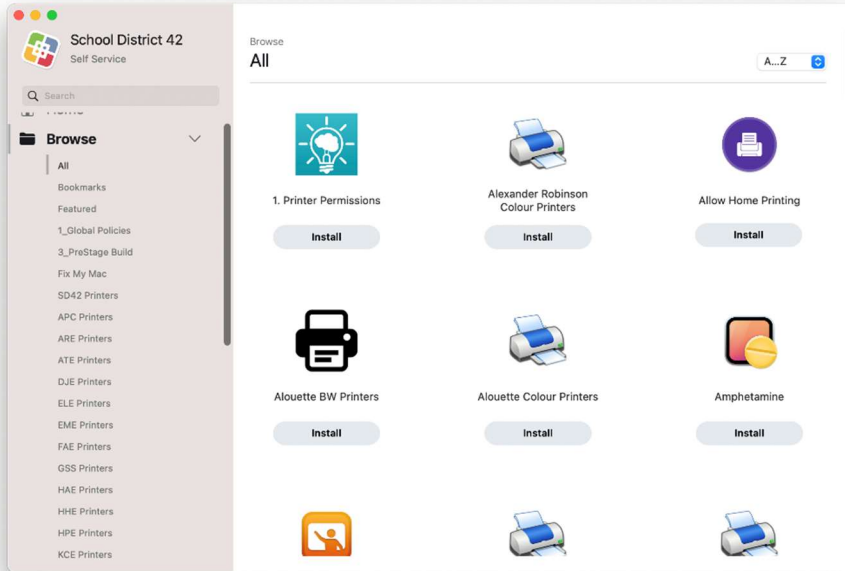 School District 42
Self Service
Search
Browse
All
Bookmarks
Featured
1_Global Policies
3_PreStage Build
Fix My Mac
SD42 Printers
APC Printers
ARE Printers
ATE Printers
DJE Printers
ELE Printers
EME Printers
FAE Printers
GSS Printers
HAE Printers
HHE Printers
HPE Printers
KCE Printers
Browse
All
A...Z
1. Printer Permissions
Install
Alexander Robinson
Colour Printers
Install
Allow Home Printing
Install
Alouette BW Printers
Install
Alouette Colour Printers
Install
Amphetamine
Install